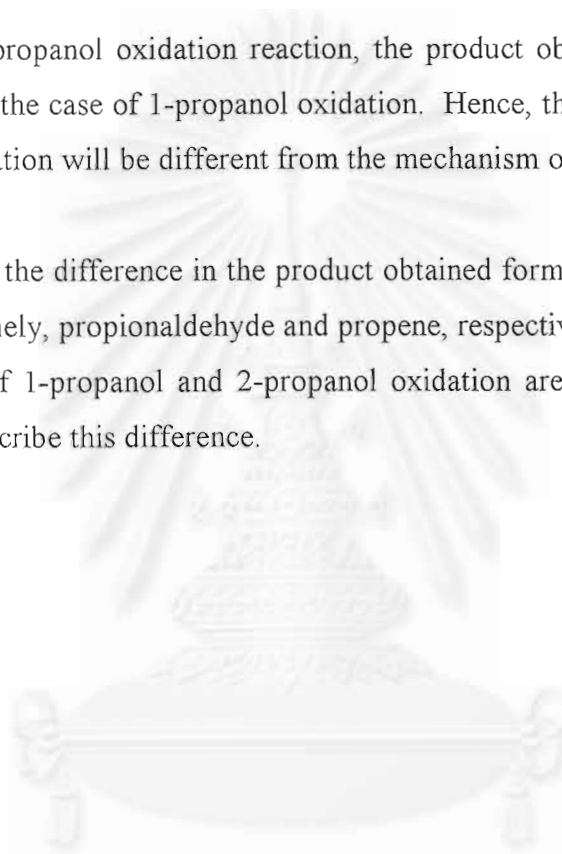 propanol oxidation reaction, the product ob
the case of 1-propanol oxidation. Hence, th
ation will be different from the mechanism o
the difference in the product obtained form
nely, propionaldehyde and propene, respectiv
f 1-propanol and 2-propanol oxidation are
cribe this difference.